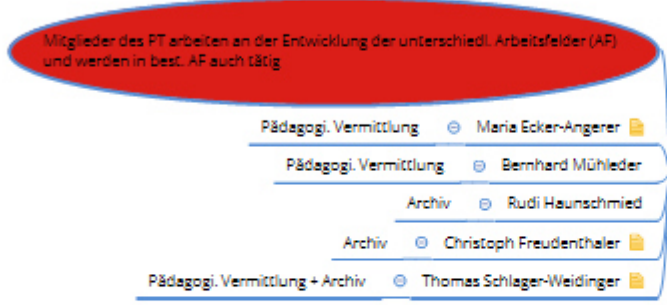 Mitglieder des PT arbeiten an der Entwicklung der unterschiedl. Arbeitsfelder (AF)
und werden in best. AF auch tätig
Pädagogi. Vermittlung Maria Ecker-Angerer
Pädagogi. Vermittlung Bernhard Mühleder
Archiv Rudi Haunschmied
Archiv Christoph Freudenthaler
Pädagogi. Vermittlung + Archiv Thomas Schlager-Weidinger